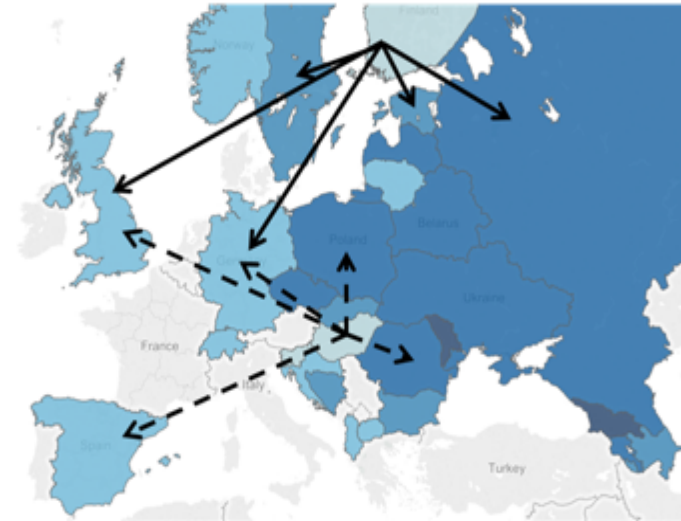 Finland
Norway
Belarus
Poland
Ukraine
France
Italy
Spain
Turkey